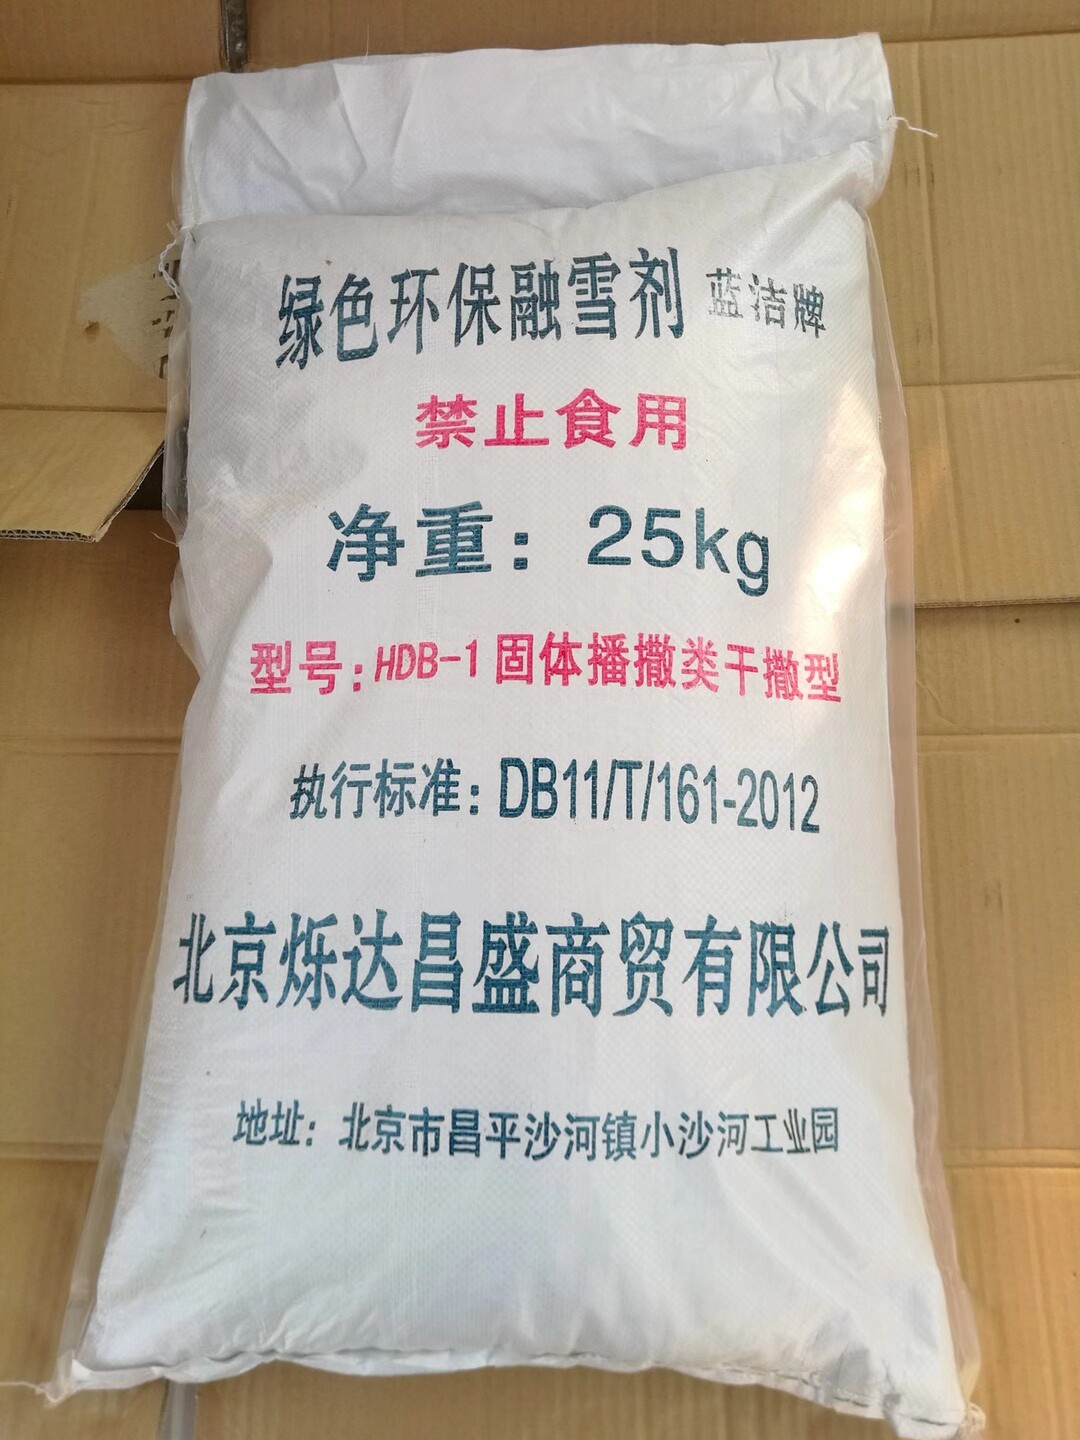 绿色环保融雪剂 蓝洁牌
禁止食用
净重：25kg
型号：HDB-1固体播撒类干撒型
执行标准：DB11/T/161-2012
北京烁达昌盛商贸有限公司
地址：北京市昌平沙河镇小沙河工业园